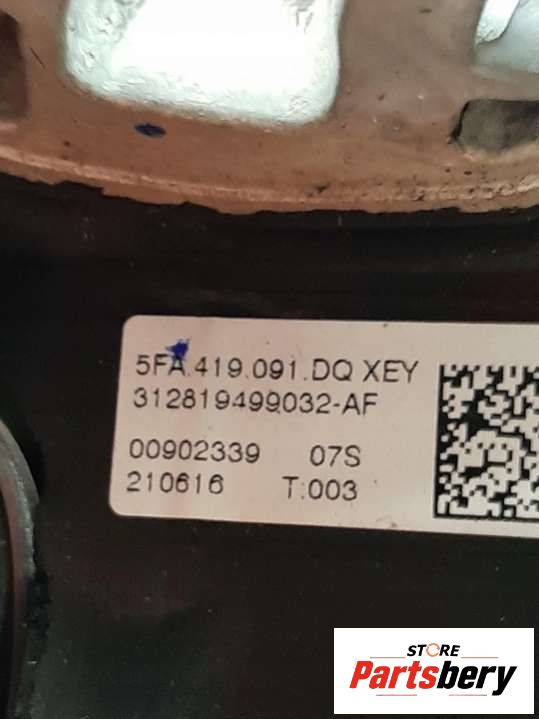 5FA.419.091.DQ XEY
312819499032-AF
00902339 07S
210616 T:003
STORE
Partsbery